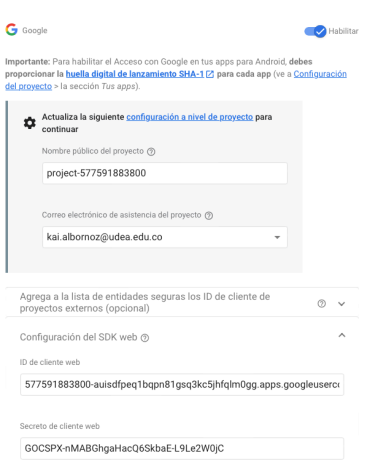 Google
Habilitar
Importante: Para habilitar el Acceso con Google en tus apps para Android, debes
proporcionar la huella digital de lanzamiento SHA-1 para cada app (ve a Configuración
del proyecto > la sección Tus apps).
Actualiza la siguiente configuración a nivel de proyecto para
continuar
Nombre público del proyecto
project-577591883800
Correo electrónico de asistencia del proyecto
kai.albornoz@udea.edu.co
Agrega a la lista de entidades seguras los ID de cliente de
proyectos externos (opcional)
Configuración del SDK web
ID de cliente web
577591883800-auisdfpeq1bqpn81gsq3kc5jhfqlm0gg.apps.googleuserco
Secreto de cliente web
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